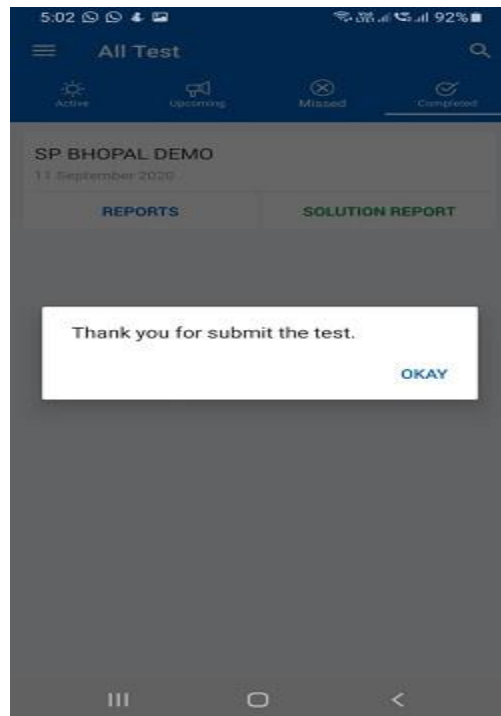 5:02
92%
All Test
Active
Upcoming
Missed
Completed
SP BHOPAL DEMO
11 September 2020
REPORTS
SOLUTION REPORT
Thank you for submit the test.
OKAY